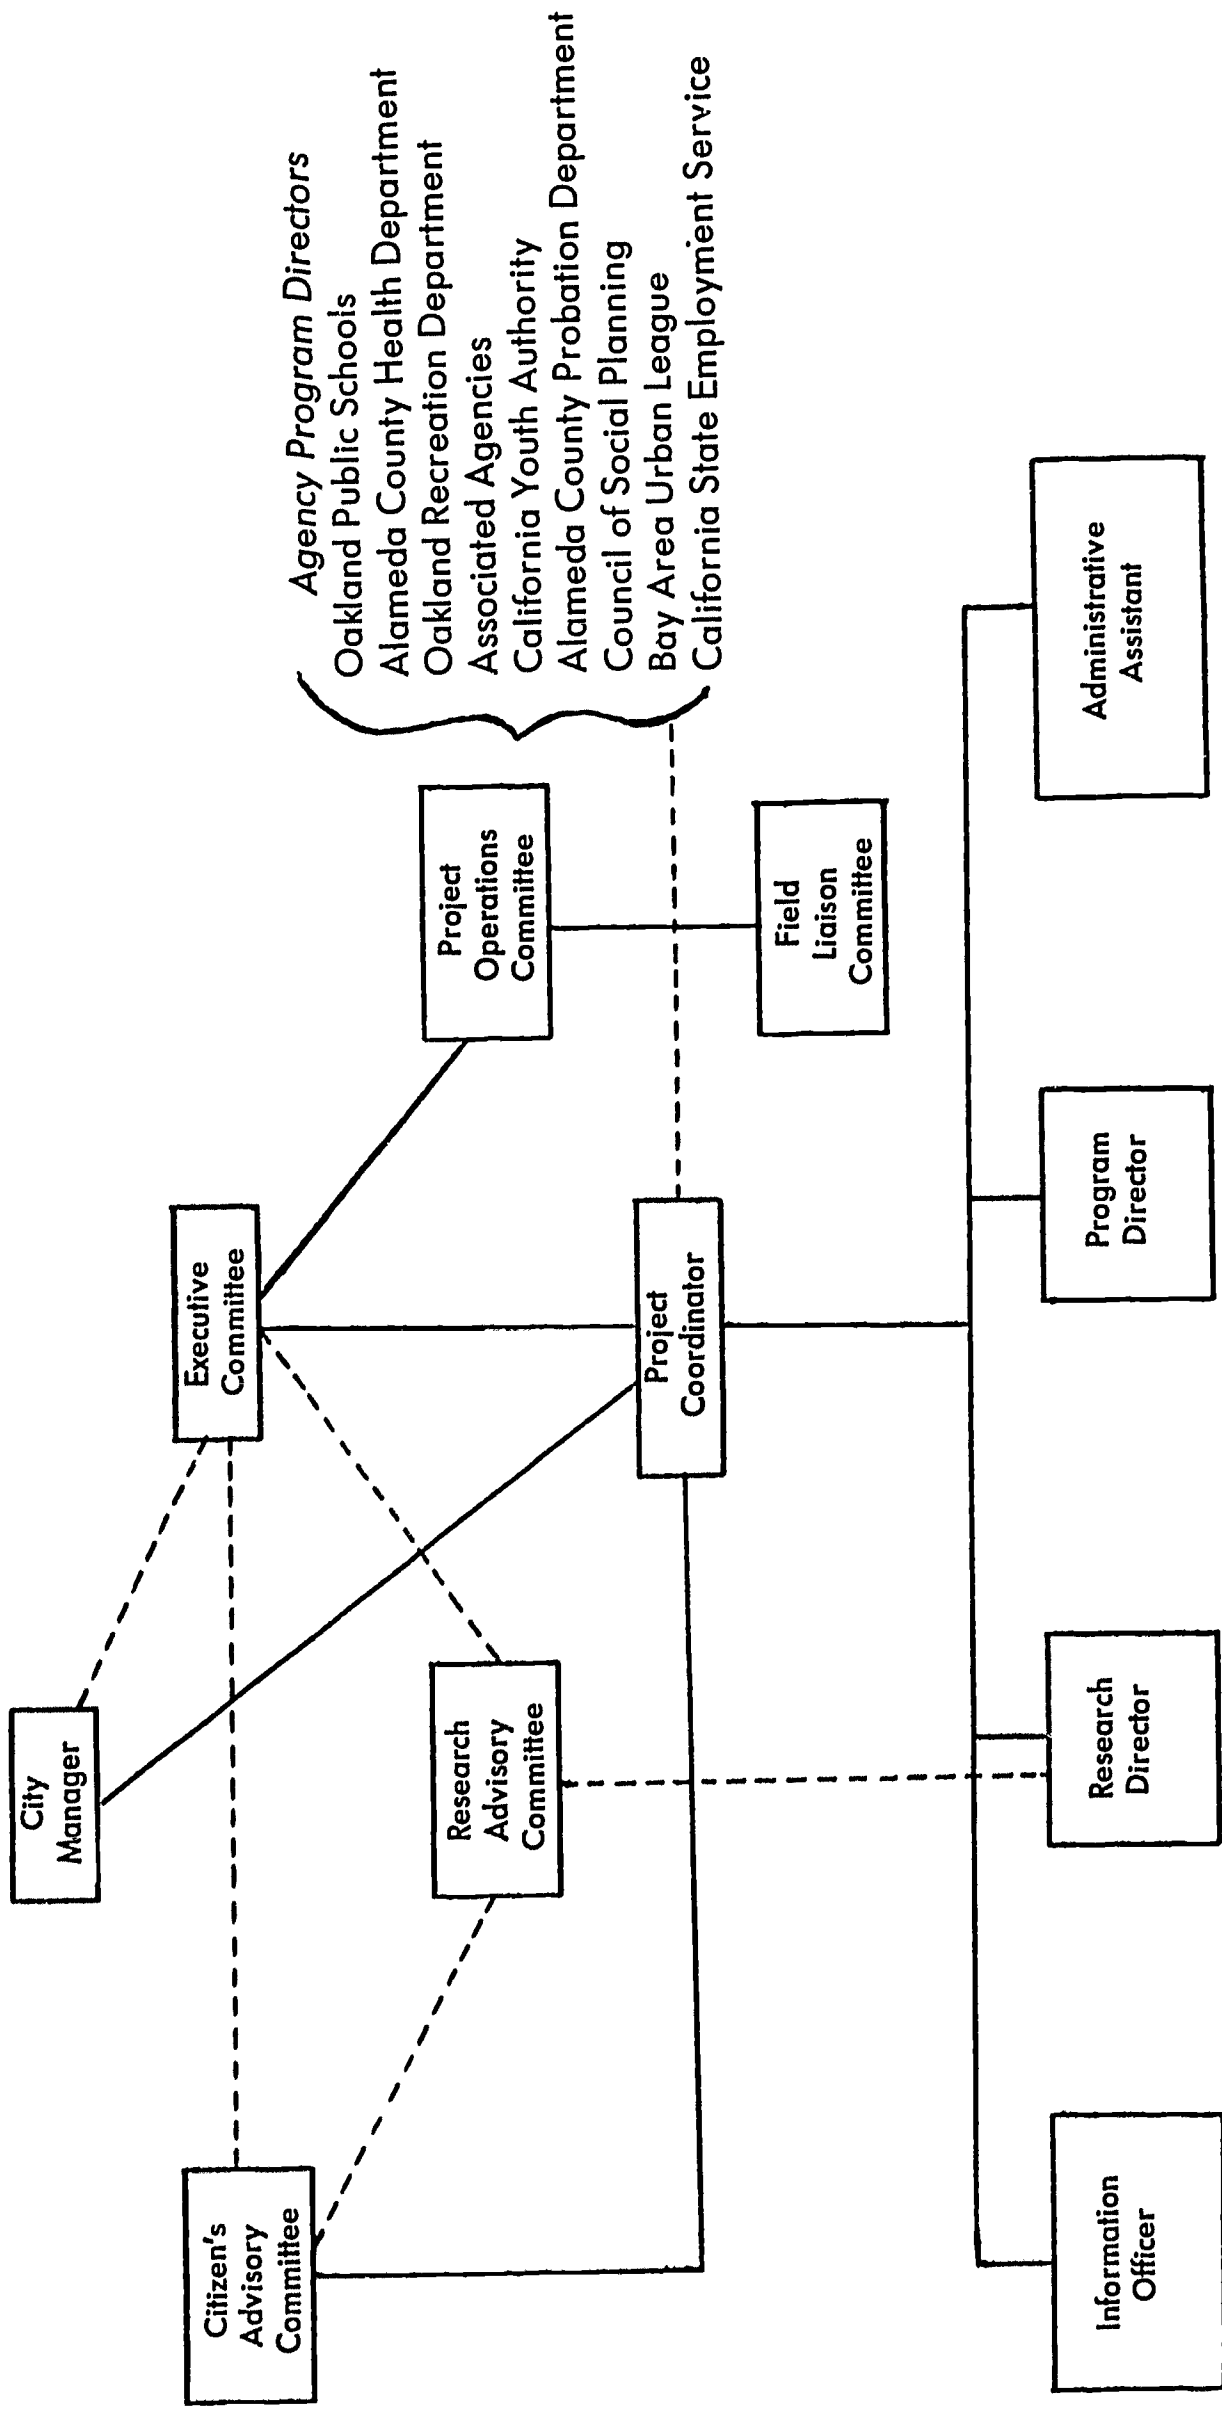 City
Manager
Executive
Committee
Citizen's
Advisory
Committee
Agency Program Directors
Oakland Public Schools
Alameda County Health Department
Oakland Recreation Department
Associated Agencies
California Youth Authority
Alameda County Probation Department
Council of Social Planning
Bay Area Urban League
California State Employment Service
Research
Advisory
Committee
Project
Operations
Committee
Project
Coordinator
Field
Liaison
Committee
Information
Officer
Research
Director
Program
Director
Administrative
Assistant